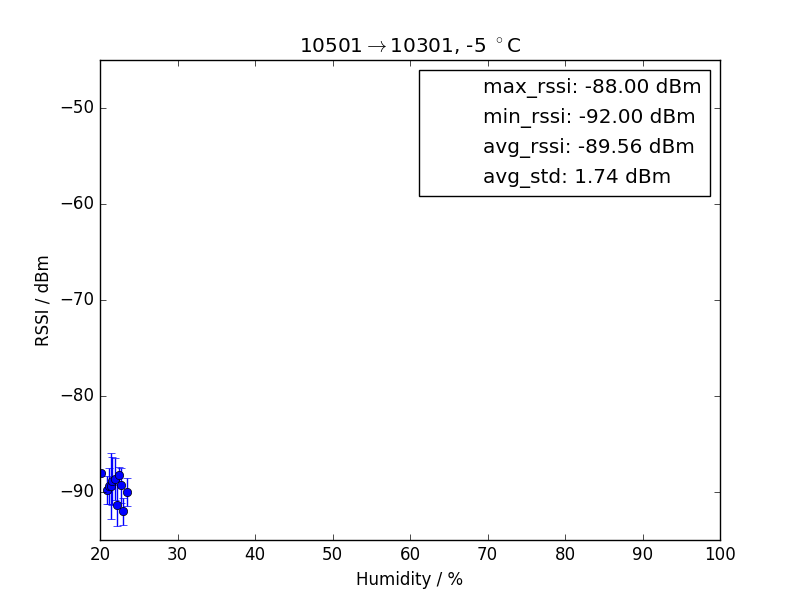 10501→10301, -5 °C
max_rssi: -88.00 dBm
min_rssi: -92.00 dBm
avg_rssi: -89.56 dBm
avg_std: 1.74 dBm
RSSI / dBm
−50
−60
−70
−80
−90
20 30 40 50 60 70 80 90 100
Humidity / %